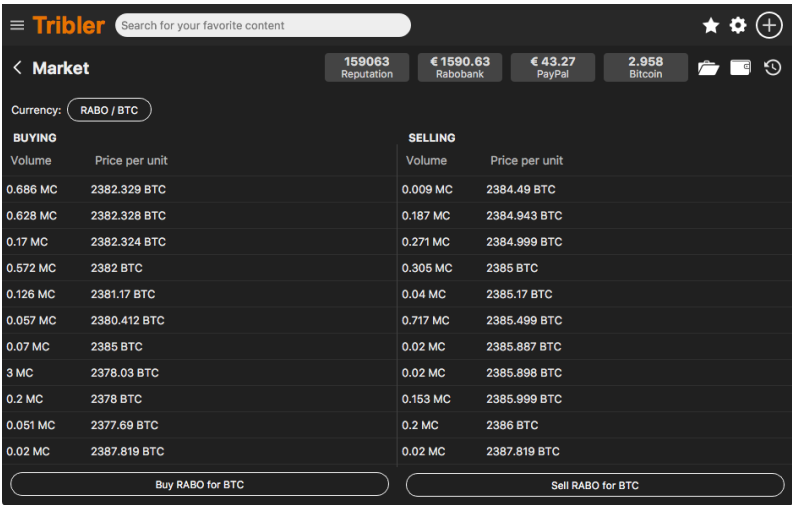 Tribler Search for your favorite content
Market
159063 € 1590.63 € 43.27 2.958
Reputation Rabobank PayPal Bitcoin
Currency: RABO / BTC
BUYING SELLING
Volume Price per unit Volume Price per unit
0.686 MC 2382.329 BTC 0.009 MC 2384.49 BTC
0.628 MC 2382.328 BTC 0.187 MC 2384.943 BTC
0.17 MC 2382.324 BTC 0.271 MC 2384.999 BTC
0.572 MC 2382 BTC 0.305 MC 2385 BTC
0.126 MC 2381.17 BTC 0.04 MC 2385.17 BTC
0.057 MC 2380.412 BTC 0.717 MC 2385.499 BTC
0.07 MC 2385 BTC 0.02 MC 2385.887 BTC
3 MC 2378.03 BTC 0.02 MC 2385.898 BTC
0.2 MC 2378 BTC 0.153 MC 2385.999 BTC
0.051 MC 2377.69 BTC 0.2 MC 2386 BTC
0.02 MC 2387.819 BTC 0.02 MC 2387.819 BTC
Buy RABO for BTC Sell RABO for BTC